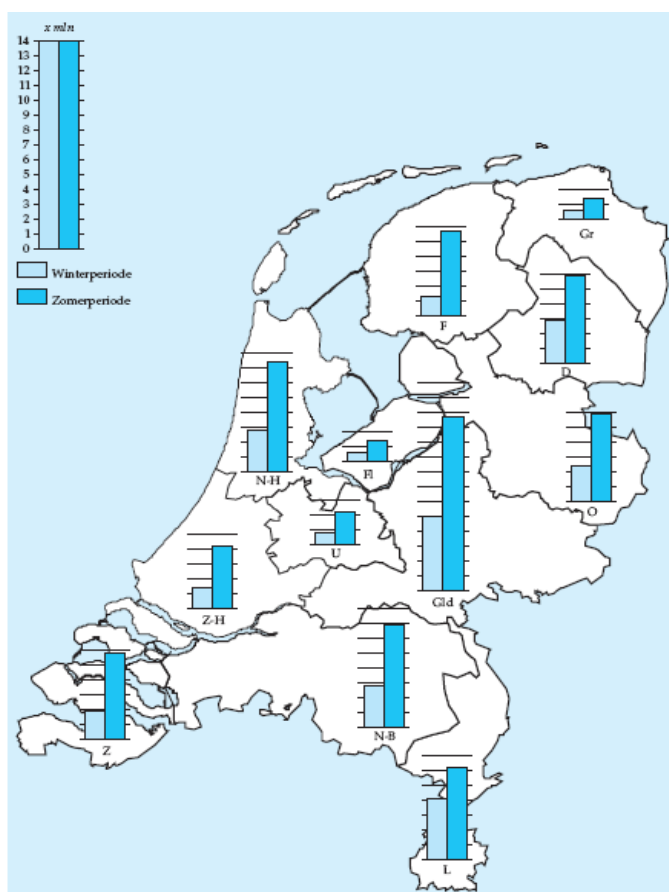 x mln
14
13
12
11
10
9
8
7
6
5
4
3
2
1
0
Winterperiode
Zomerperiode
Gr
F
D
N-H
Fl
O
U
Gld
Z-H
N-B
Z
L